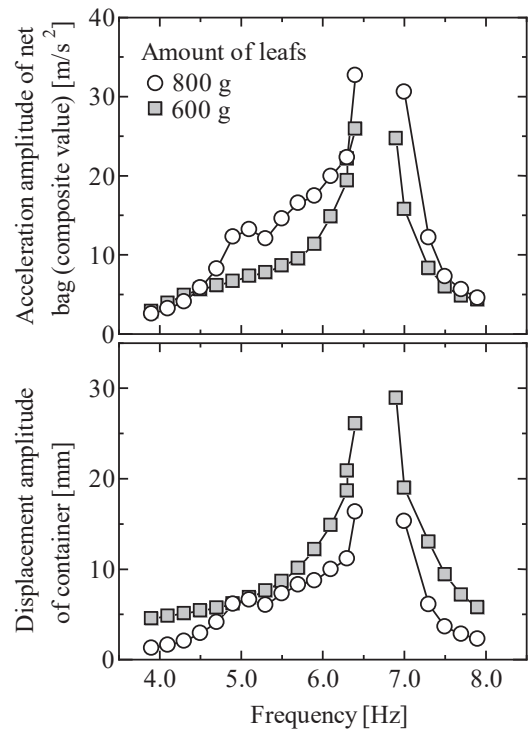 Acceleration amplitude of net
bag (composite value) [m/s²]
40
30
20
10
0
Amount of leafs
800 g
600 g
Displacement amplitude
of container [mm]
30
20
10
0
4.0 5.0 6.0 7.0 8.0
Frequency [Hz]